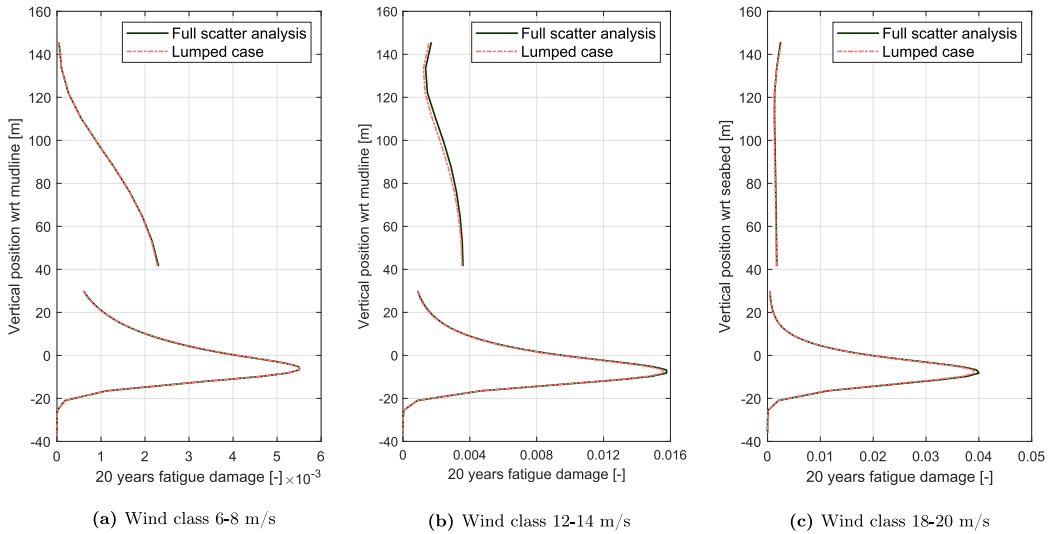 Full scatter analysis
Lumped case
160
140
120
100
80
60
40
20
0
-20
-40
Vertical position wrt mudline [m]
0 1 2 3 4 5 6
20 years fatigue damage [-] ×10⁻³
(a) Wind class 6-8 m/s
Full scatter analysis
Lumped case
160
140
120
100
80
60
40
20
0
-20
-40
Vertical position wrt mudline [m]
0 0.004 0.008 0.012 0.016
20 years fatigue damage [-]
(b) Wind class 12-14 m/s
Full scatter analysis
Lumped case
160
140
120
100
80
60
40
20
0
-20
-40
Vertical position wrt seabed [m]
0 0.01 0.02 0.03 0.04 0.05
20 years fatigue damage [-]
(c) Wind class 18-20 m/s